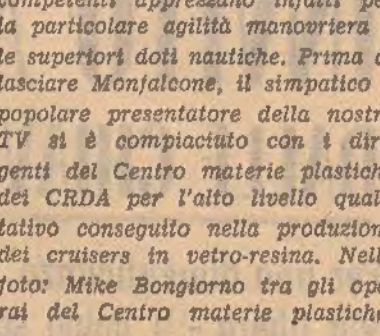 competenti apprezzano infatti pe
la particolare agilità manovriera
le superiori doti nautiche. Prima d
lasciare Monfalcone, il simpatico
popolare presentatore della nostr
TV si è compiaciuto con i dir
genti del Centro materie plastich
dei CRDA per l'alto livello qual
tativo conseguito nella produzion
dei cruisers in vetro-resina. Nell
foto: Mike Bongiorno tra gli ope
rai del Centro materie plastiche